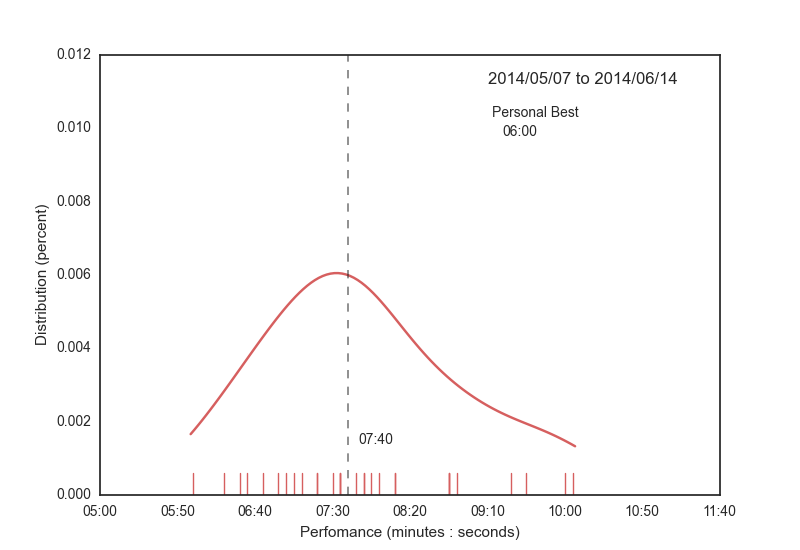 2014/05/07 to 2014/06/14
Personal Best
06:00
0.012
0.010
0.008
0.006
0.004
0.002
0.000
Distribution (percent)
07:40
05:00 05:50 06:40 07:30 08:20 09:10 10:00 10:50 11:40
Perfomance (minutes : seconds)